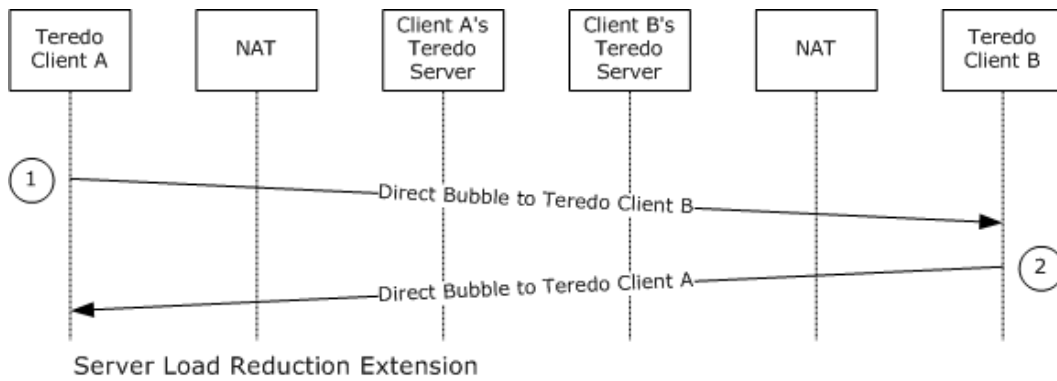 Teredo
Client A
NAT
Client A's
Teredo
Server
Client B's
Teredo
Server
NAT
Teredo
Client B
1
Direct Bubble to Teredo Client B
2
Direct Bubble to Teredo Client A
Server Load Reduction Extension